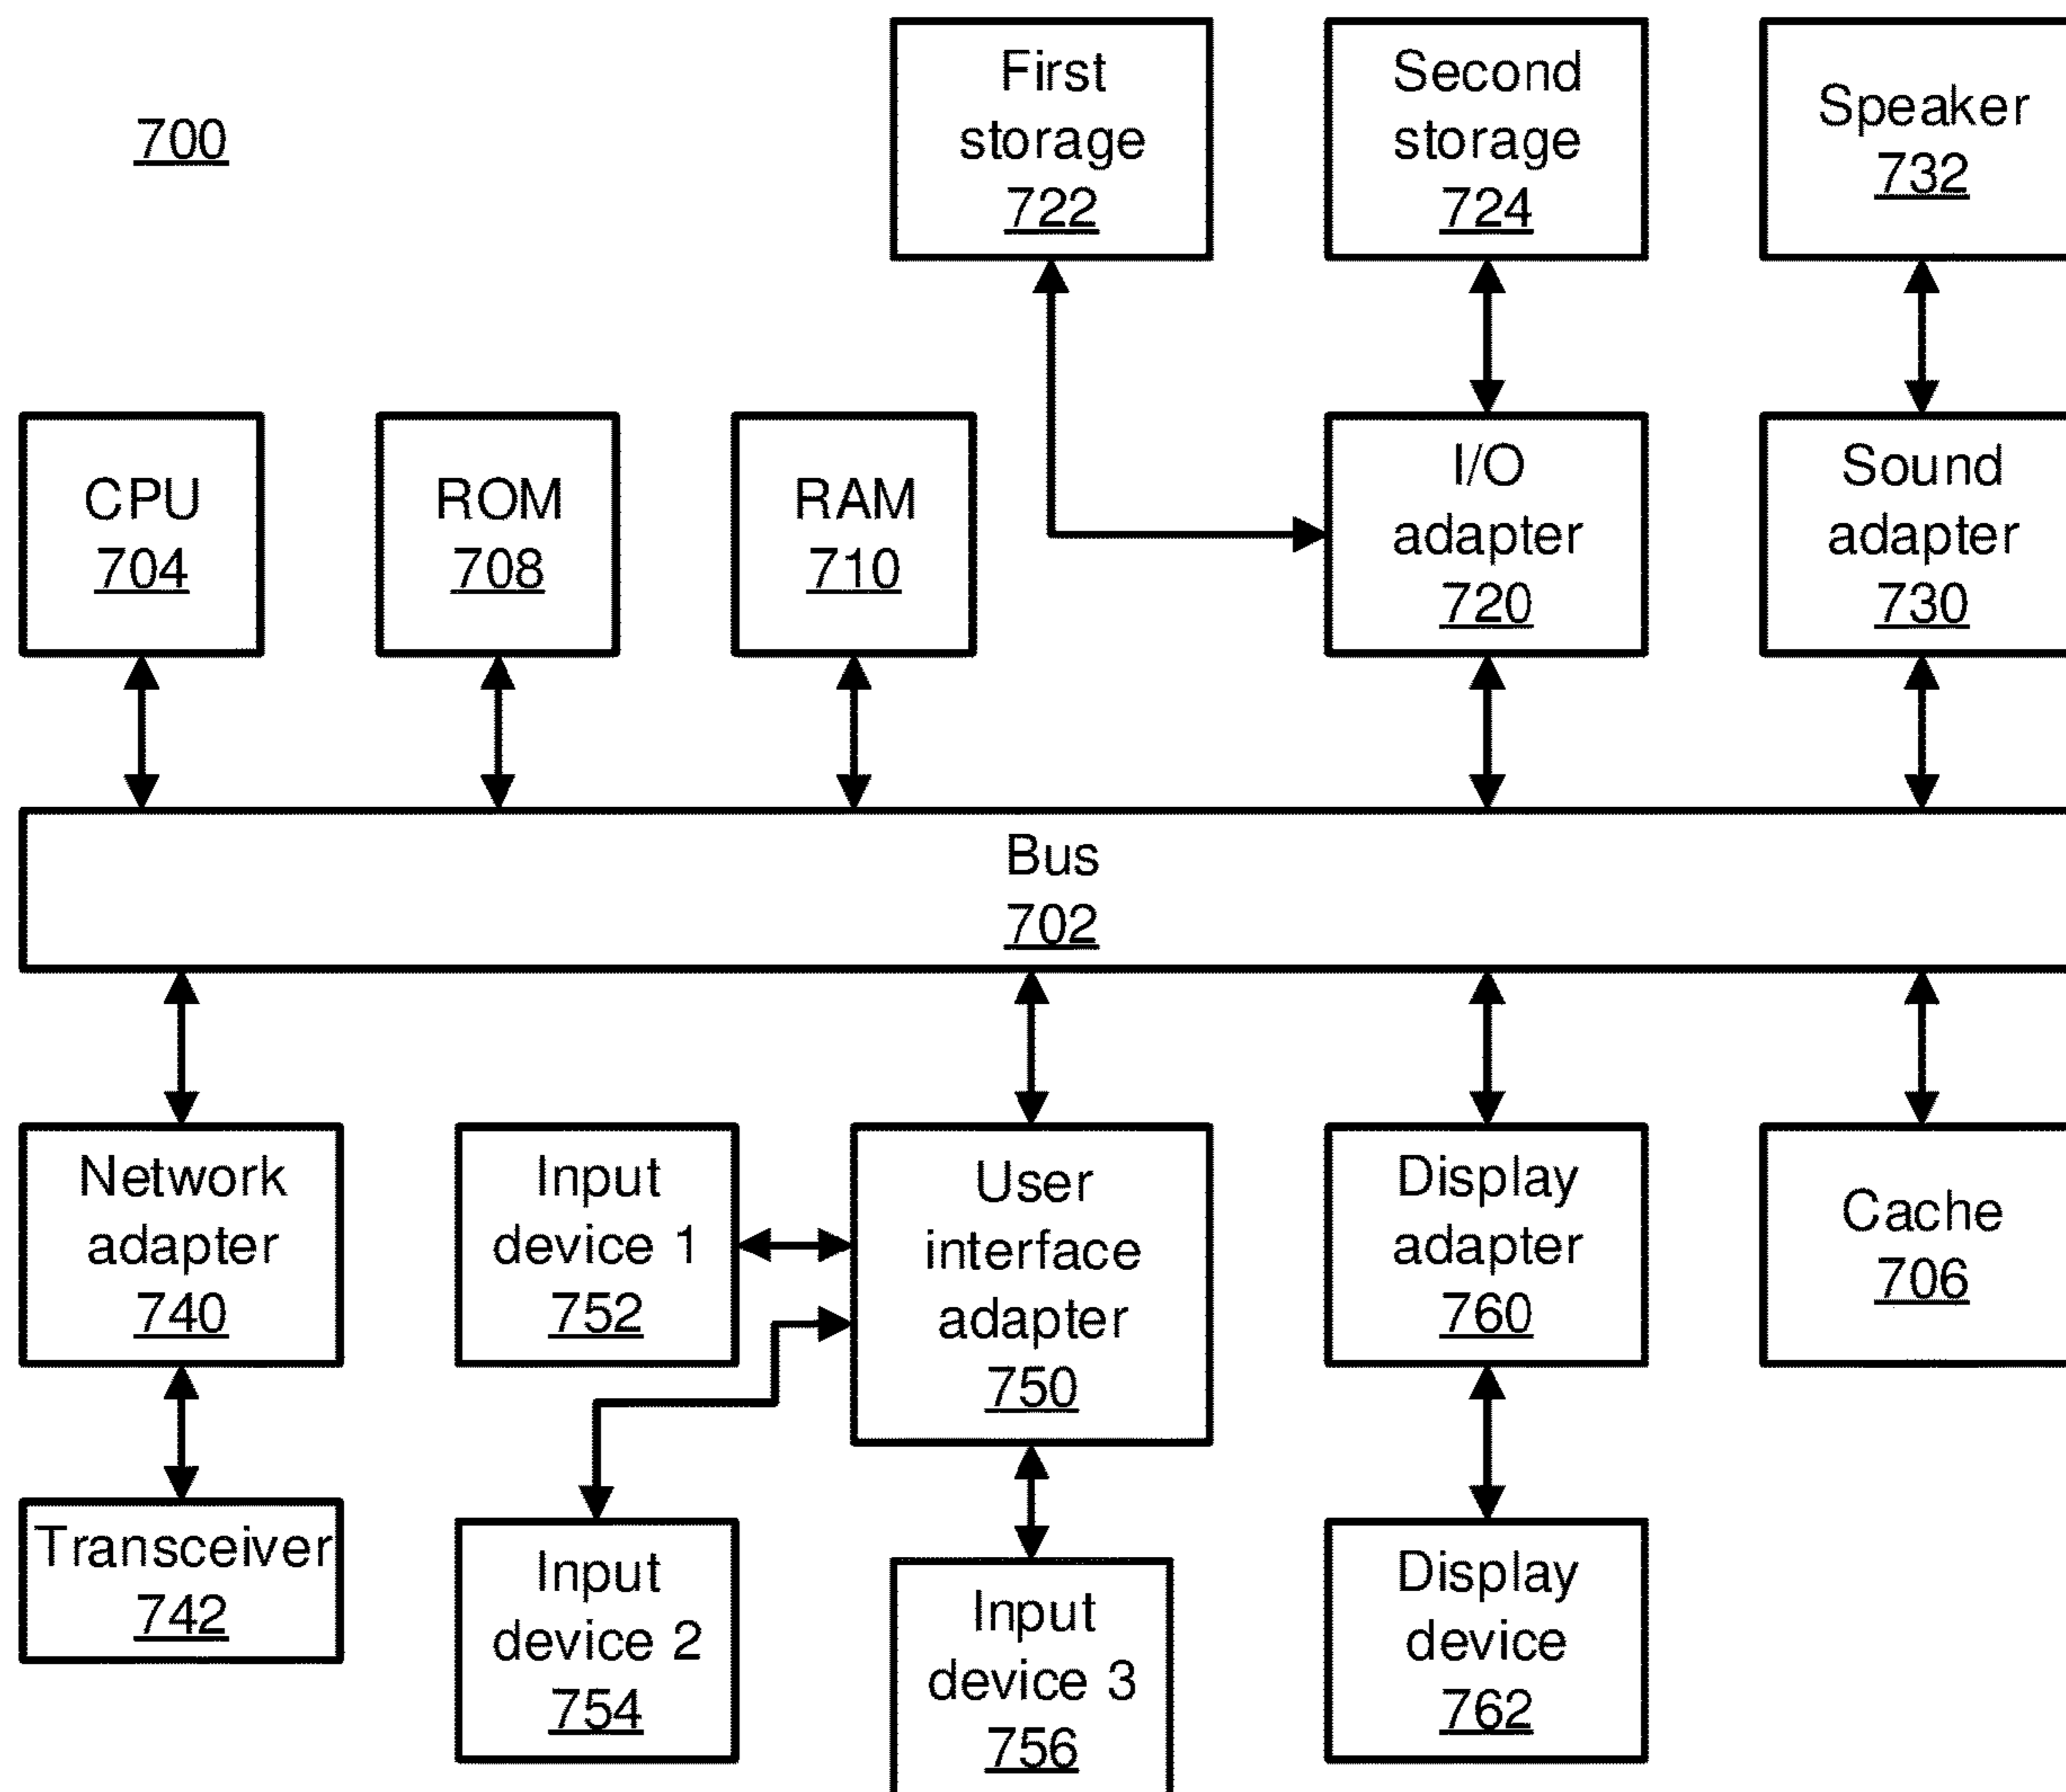 700
First
storage
722
Second
storage
724
Speaker
732
CPU
704
ROM
708
RAM
710
I/O
adapter
720
Sound
adapter
730
Bus
702
Network
adapter
740
Input
device 1
752
User
interface
adapter
750
Display
adapter
760
Cache
706
Transceiver
742
Input
device 2
754
Input
device 3
756
Display
device
762